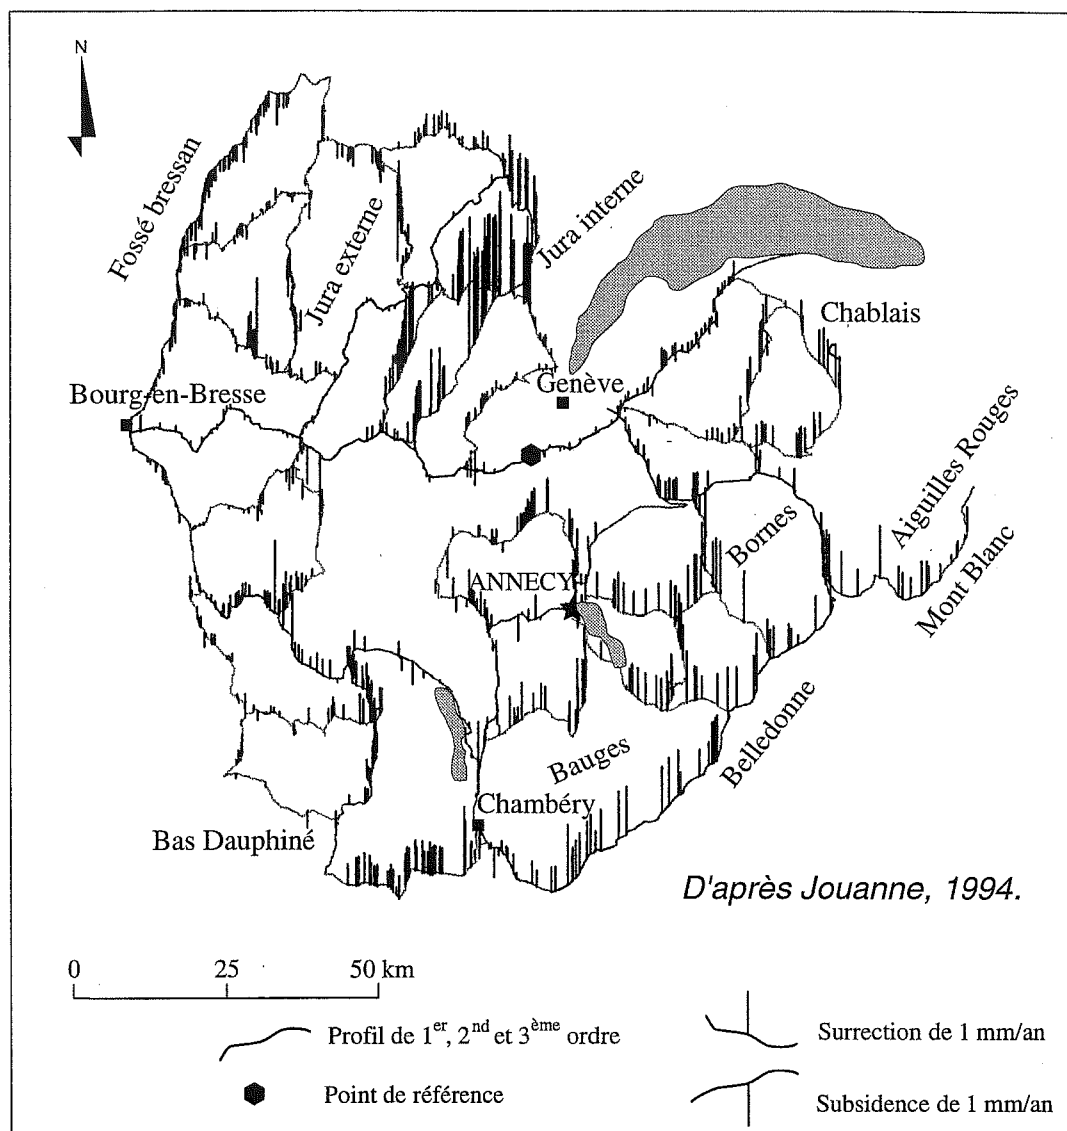 N
Fossé bressan
Jura externe
Jura interne
Chablais
Bourg-en-Bresse
Genève
Aiguilles Rouges
Mont Blanc
Bornes
ANNECY
Belledonne
Bauges
Chambéry
Bas Dauphiné
D'après Jouanne, 1994.
0 25 50 km
Profil de 1er, 2nd et 3ème ordre
Surrection de 1 mm/an
Point de référence
Subsidence de 1 mm/an